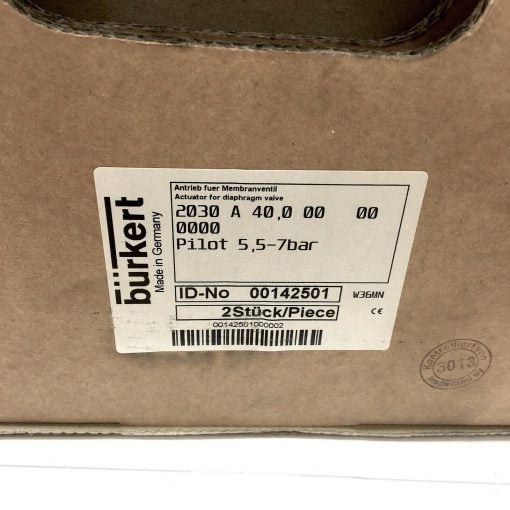 bürkert
Made in Germany
Antrieb fuer Membranventil
Actuator for diaphragm valve
2030 A 40,0 00 00
0000
Pilot 5,5-7bar
ID-No 00142501 W36MN
2Stück/Piece CE
00142501000002
3013